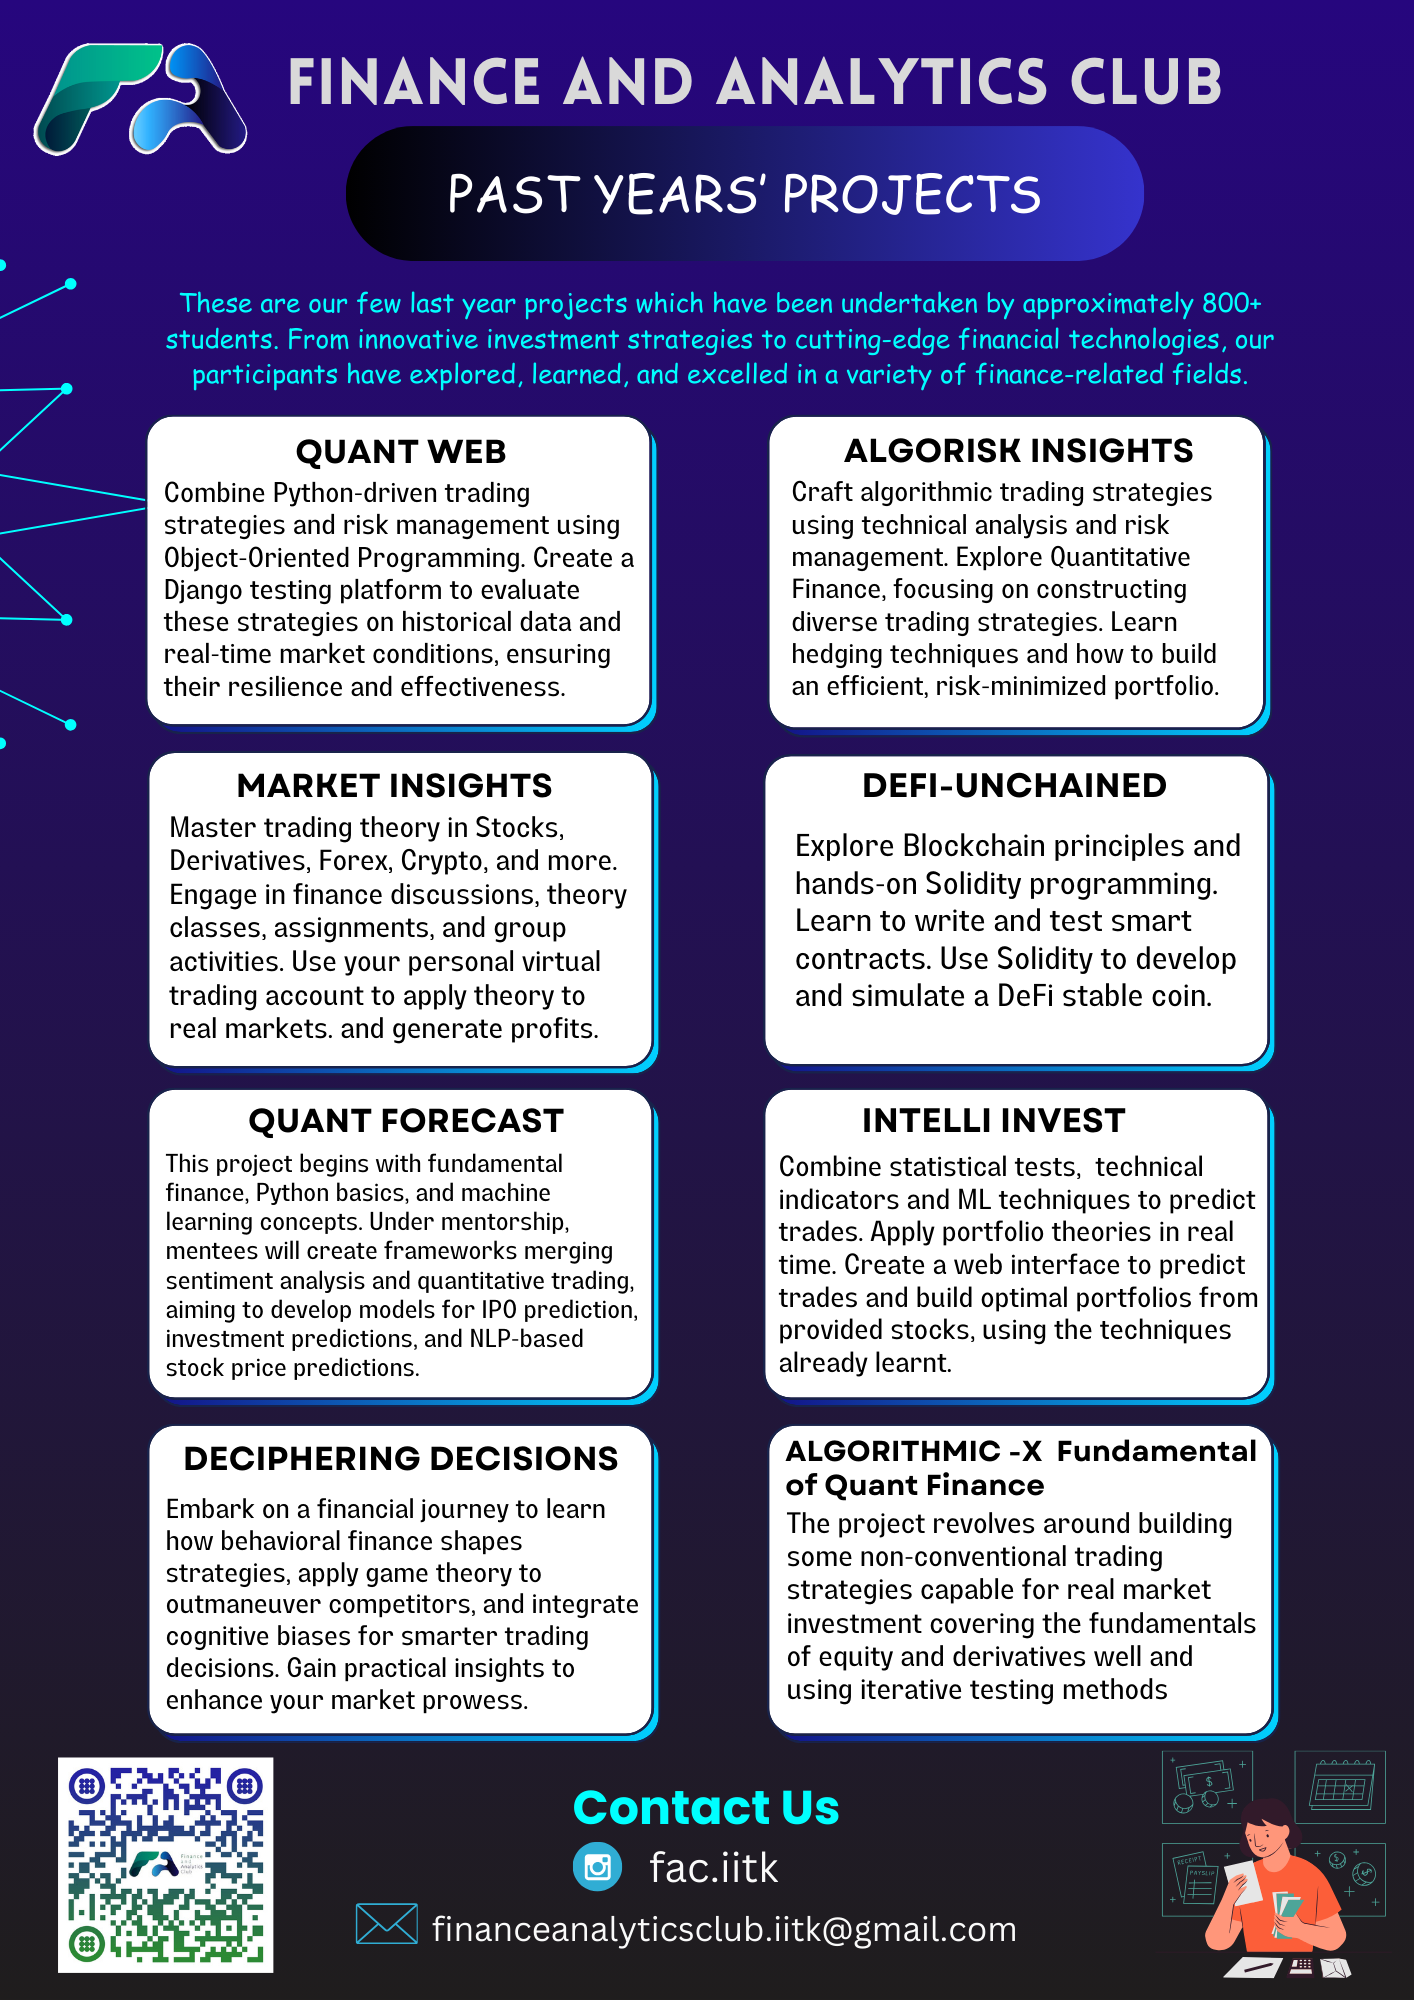 FINANCE AND ANALYTICS CLUB
PAST YEARS' PROJECTS
These are our few last year projects which have been undertaken by approximately 800+
students. From innovative investment strategies to cutting-edge financial technologies, our
participants have explored, learned, and excelled in a variety of finance-related fields.
QUANT WEB
Combine Python-driven trading
strategies and risk management using
Object-Oriented Programming. Create a
Django testing platform to evaluate
these strategies on historical data and
real-time market conditions, ensuring
their resilience and effectiveness.
ALGORISK INSIGHTS
Craft algorithmic trading strategies
using technical analysis and risk
management. Explore Quantitative
Finance, focusing on constructing
diverse trading strategies. Learn
hedging techniques and how to build
an efficient, risk-minimized portfolio.
MARKET INSIGHTS
Master trading theory in Stocks,
Derivatives, Forex, Crypto, and more.
Engage in finance discussions, theory
classes, assignments, and group
activities. Use your personal virtual
trading account to apply theory to
real markets. and generate profits.
DEFI-UNCHAINED
Explore Blockchain principles and
hands-on Solidity programming.
Learn to write and test smart
contracts. Use Solidity to develop
and simulate a DeFi stable coin.
QUANT FORECAST
This project begins with fundamental
finance, Python basics, and machine
learning concepts. Under mentorship,
mentees will create frameworks merging
sentiment analysis and quantitative trading,
aiming to develop models for IPO prediction,
investment predictions, and NLP-based
stock price predictions.
INTELLI INVEST
Combine statistical tests,  technical
indicators and ML techniques to predict
trades. Apply portfolio theories in real
time. Create a web interface to predict
trades and build optimal portfolios from
provided stocks, using the techniques
already learnt.
DECIPHERING DECISIONS
Embark on a financial journey to learn
how behavioral finance shapes
strategies, apply game theory to
outmaneuver competitors, and integrate
cognitive biases for smarter trading
decisions. Gain practical insights to
enhance your market prowess.
ALGORITHMIC -X  Fundamental
of Quant Finance
The project revolves around building
some non-conventional trading
strategies capable for real market
investment covering the fundamentals
of equity and derivatives well and
using iterative testing methods
Finance
and
Analytics
Club
Contact Us
fac.iitk
financeanalyticsclub.iitk@gmail.com
RECEIPT
PAYSLIP